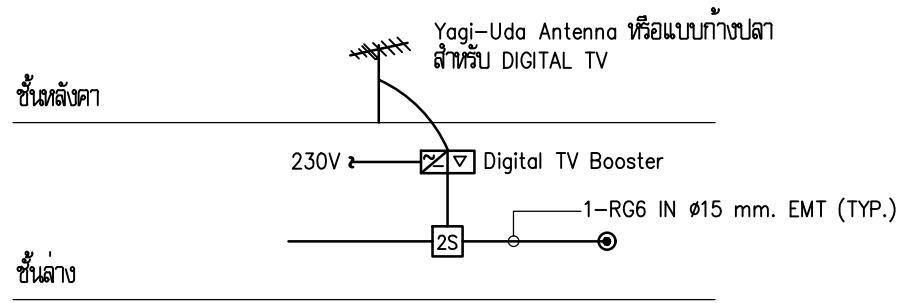 Yagi-Uda Antenna หรือแบบก้างปลา
สำหรับ DIGITAL TV
ชั้นหลังคา
230V Digital TV Booster
1-RG6 IN ø15 mm. EMT (TYP.)
2S
ชั้นล่าง